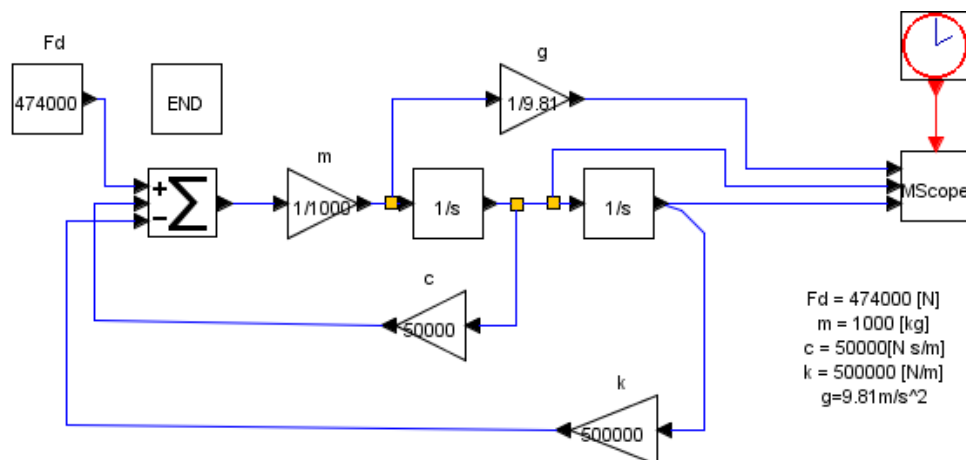 Fd
g
474000
END
1/9.81
m
+
Σ
−
1/1000
1/s
1/s
MScope
c
50000
k
500000
Fd = 474000 [N]
m = 1000 [kg]
c = 50000[N s/m]
k = 500000 [N/m]
g=9.81m/s^2